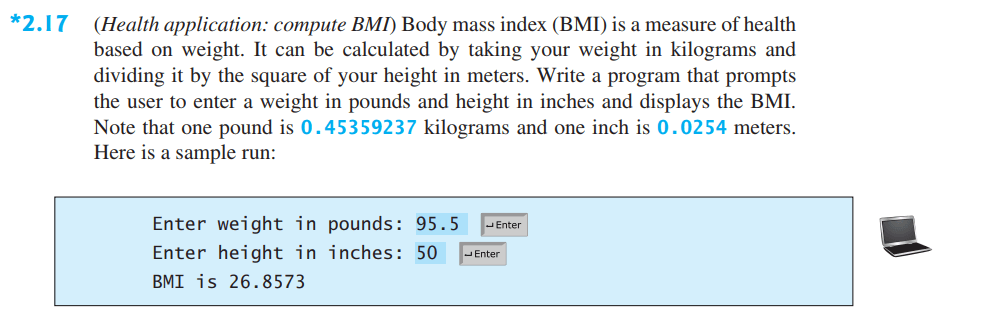 *2.17 (Health application: compute BMI) Body mass index (BMI) is a measure of health
based on weight. It can be calculated by taking your weight in kilograms and
dividing it by the square of your height in meters. Write a program that prompts
the user to enter a weight in pounds and height in inches and displays the BMI.
Note that one pound is 0.45359237 kilograms and one inch is 0.0254 meters.
Here is a sample run:
Enter weight in pounds: 95.5 ↵Enter
Enter height in inches: 50 ↵Enter
BMI is 26.8573